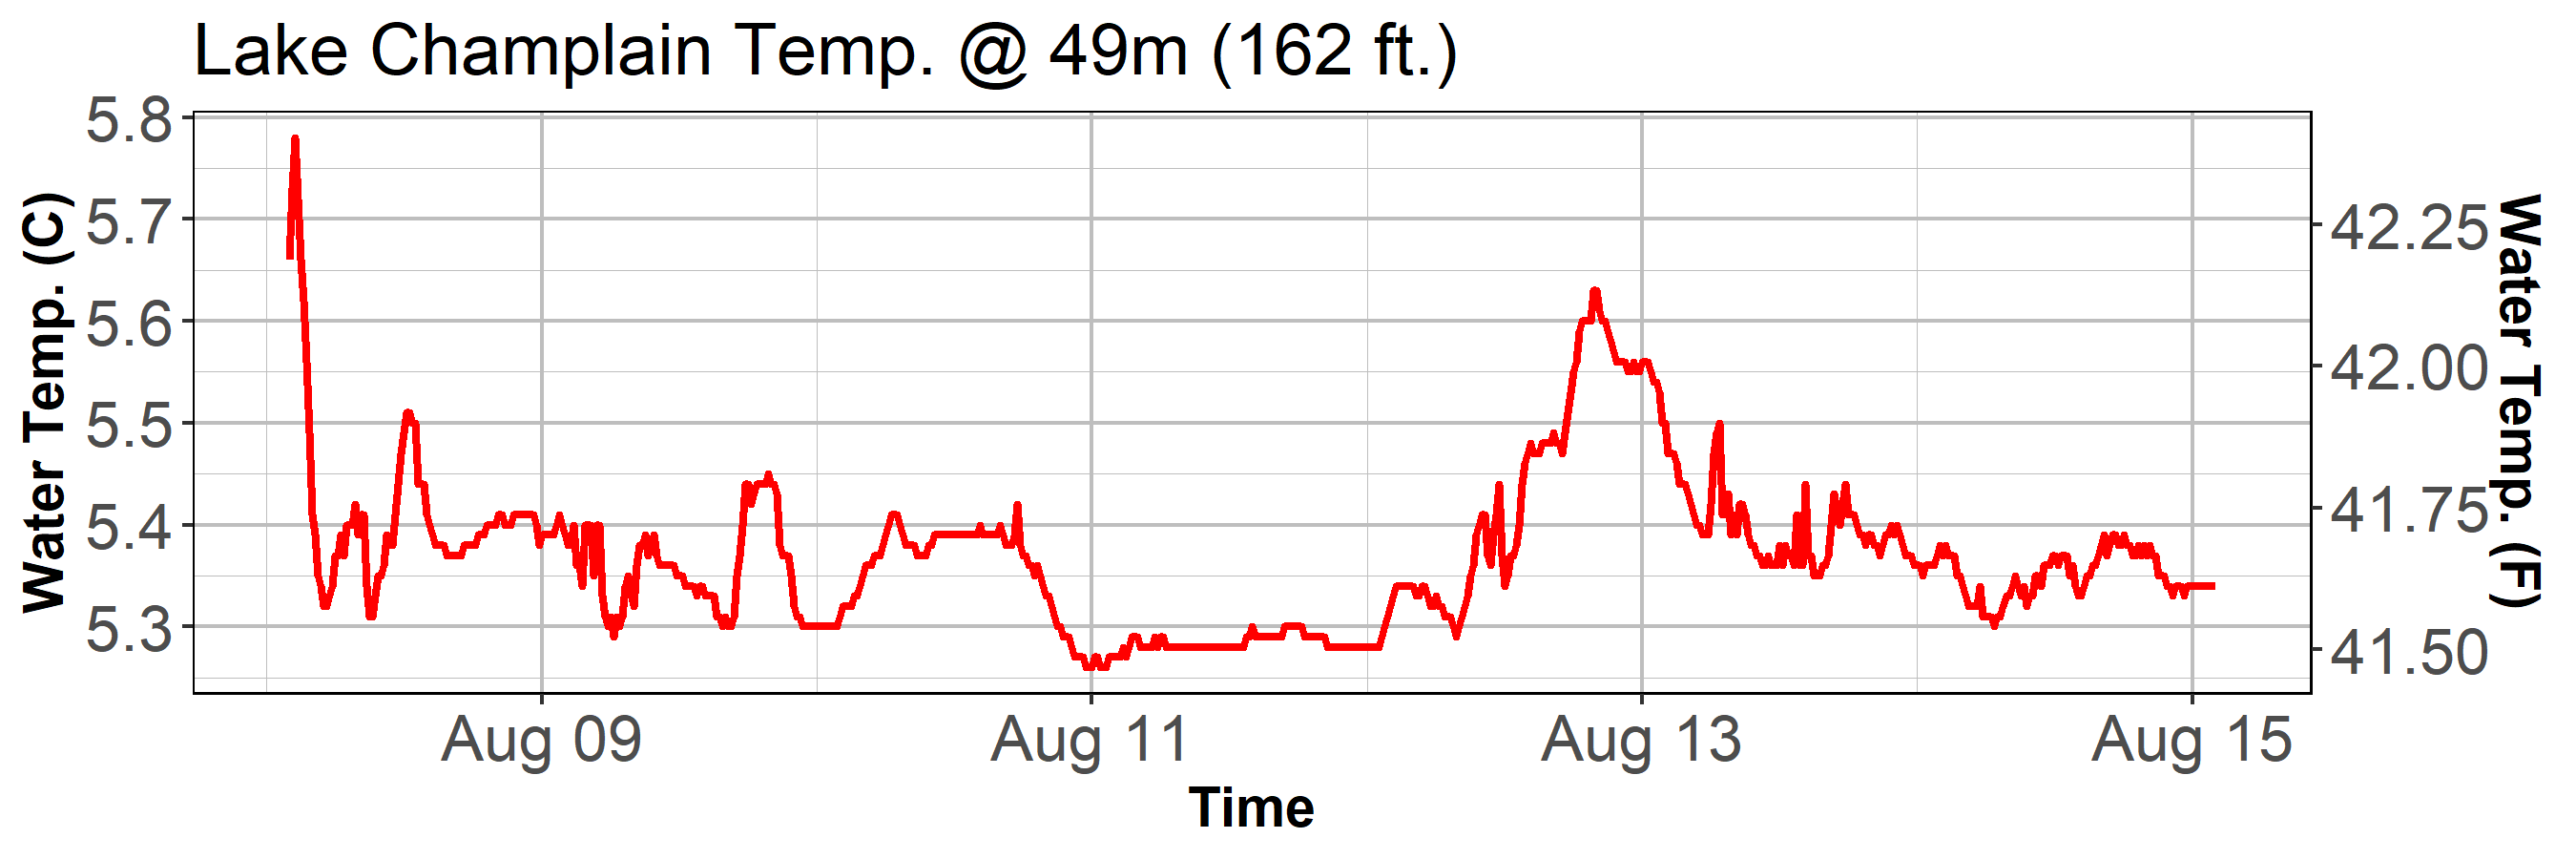 Lake Champlain Temp. @ 49m (162 ft.)
Water Temp. (C)
5.8
5.7
5.6
5.5
5.4
5.3
42.25
42.00
41.75
41.50
Water Temp. (F)
Aug 09
Aug 11
Aug 13
Aug 15
Time